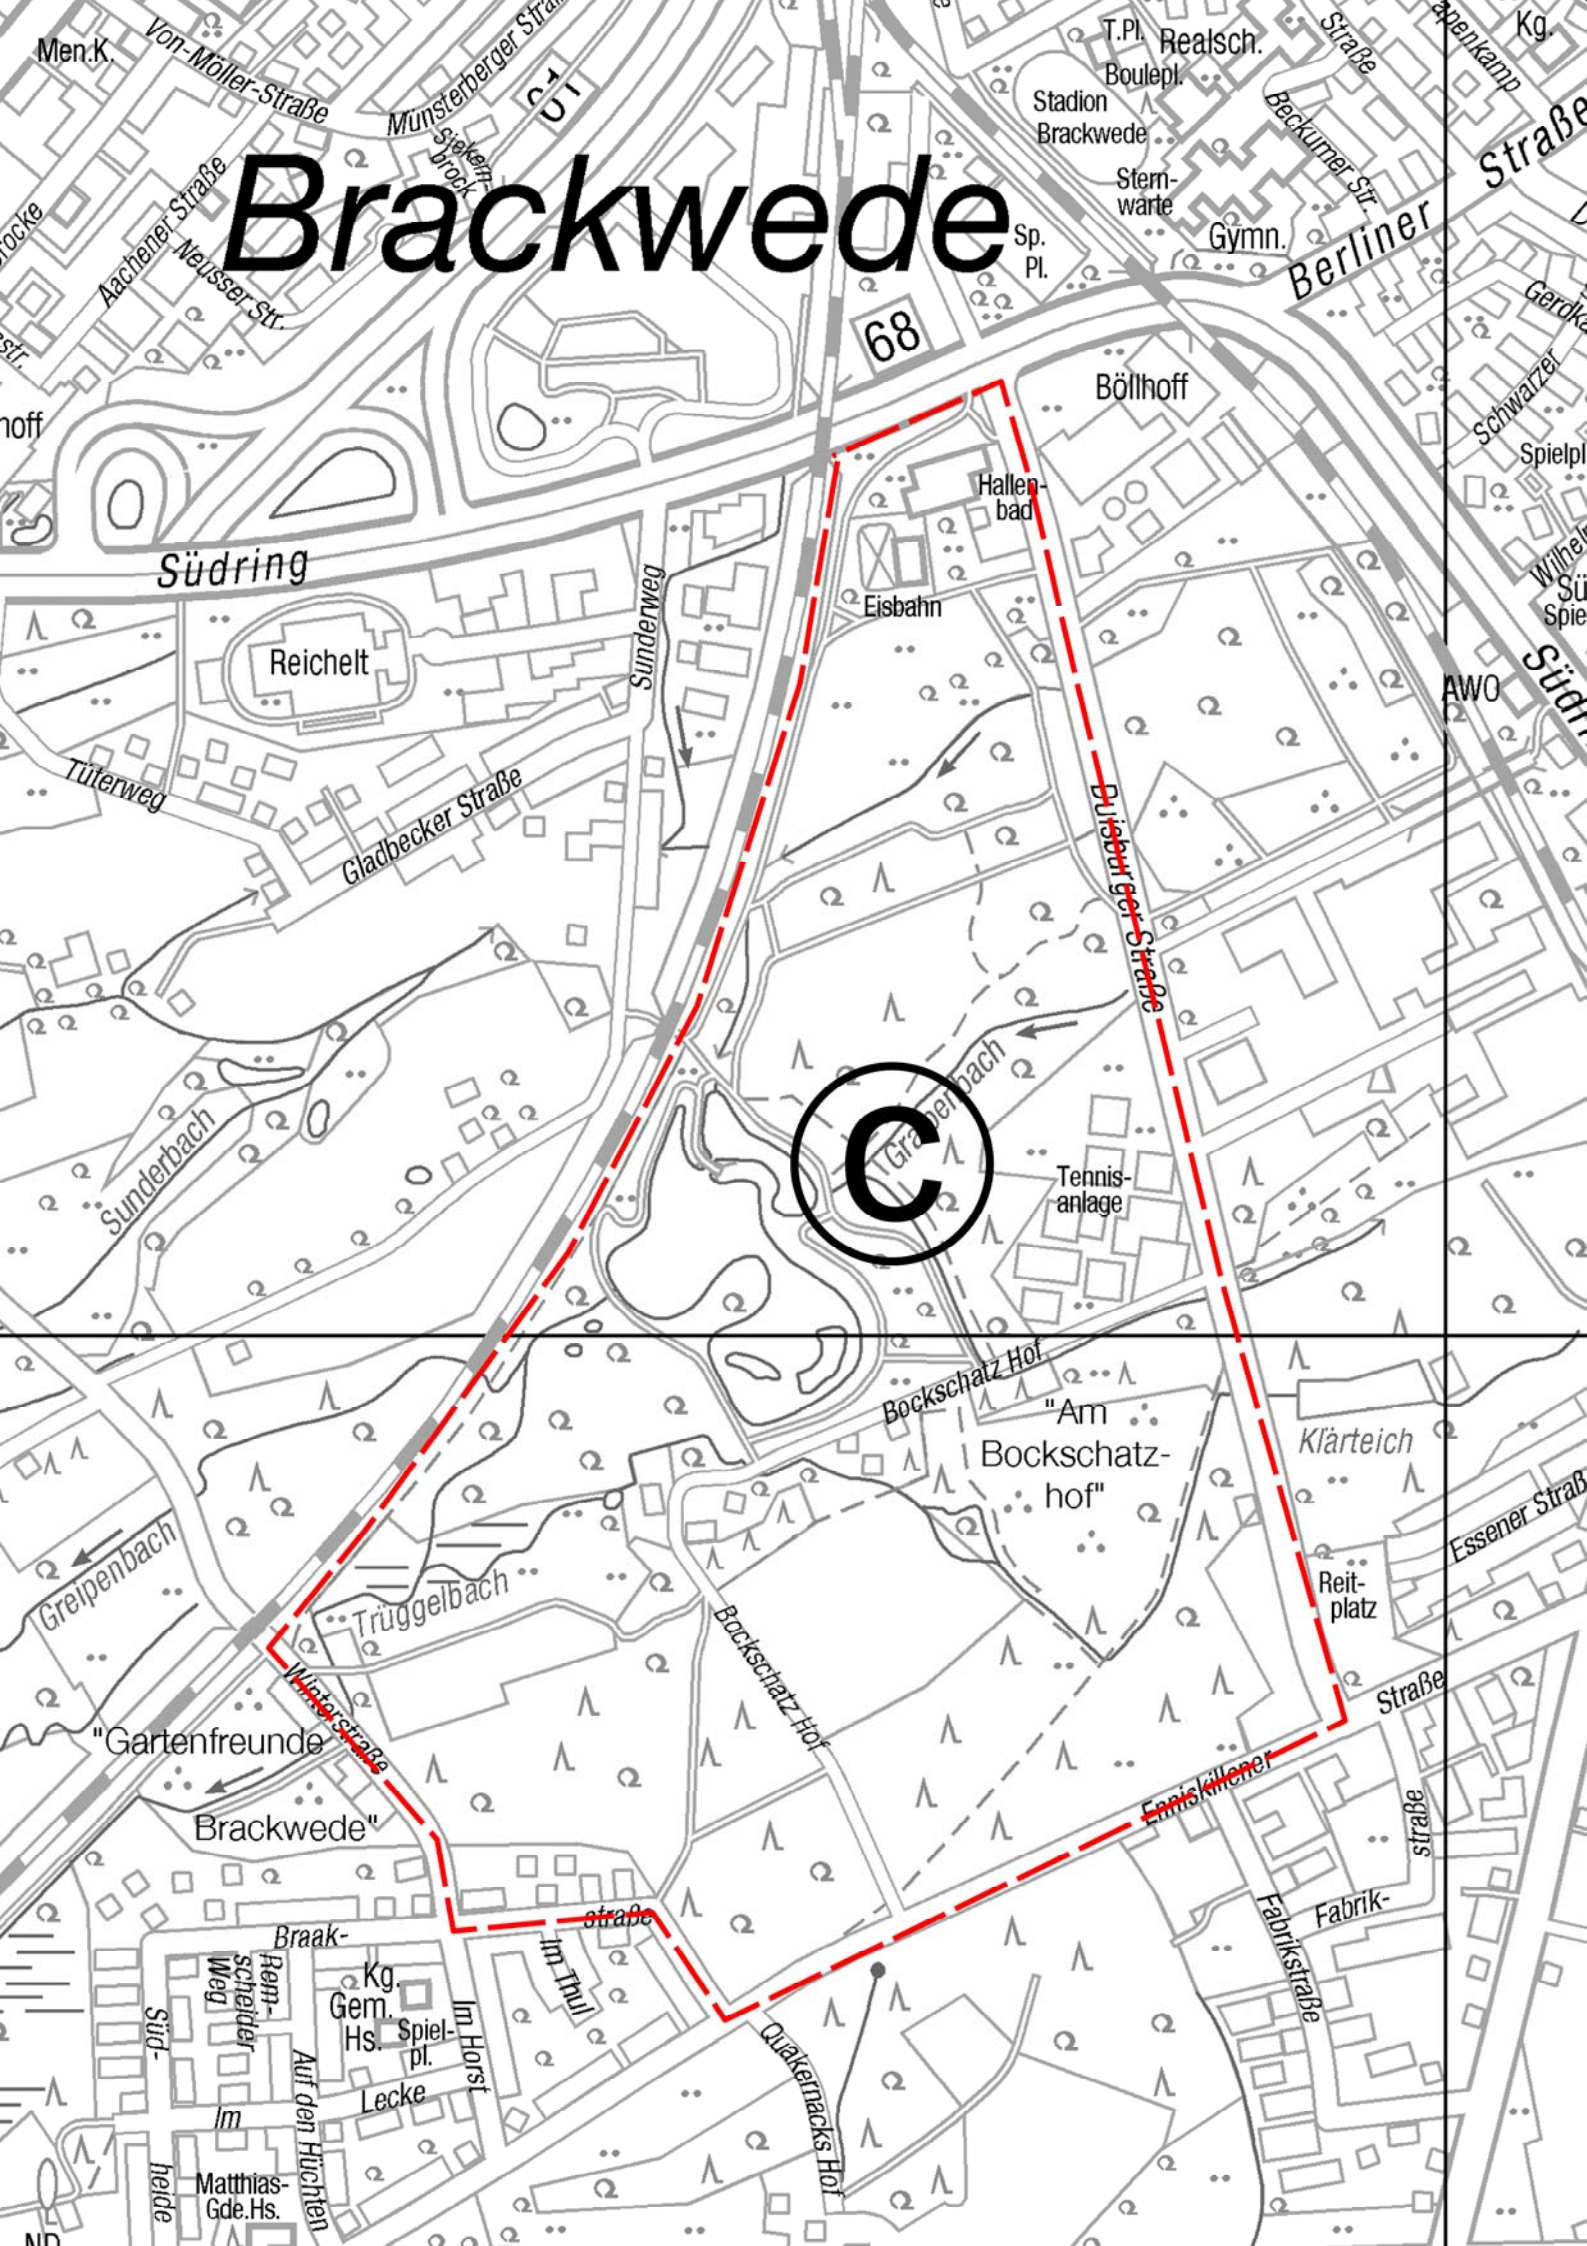 Men.K.
Von-Möller-Straße
Münsterberger
Siekern-
brock
T.Pl.
Realsch.
Boulepl.
Stadion
Brackwede
Straße
Kg.
Beckumer Str.
Straße
Stern-
warte
Gymn.
Berliner
Aachener Straße
Neusser Str.
Brackwede
Sp.
Pl.
68
Böllhoff
Schwarzer
Hallen-
bad
Südring
Eisbahn
Reichelt
Sunderweg
AWO
Tüterweg
Gladbecker Straße
Duisburger Straße
Sunderbach
C
Tennis-
anlage
Bockschatz Hof
"Am
Bockschatz-
hof"
Klärteich
Essener
Greipenbach
Trüggelbach
Reit-
platz
Bockschatz Hof
Winterstraße
"Gartenfreunde
Brackwede"
Straße
Enniskillener
straße
Braak-
straße
Im Thul
Fabrik-
Fabrikstraße
Rem-
scheider
Weg
Kg.
Gem.
Hs.
Spiel-
pl.
Im Horst
Süd-
heide
Im
Lecke
Auf den Hüchten
Quakernacks Hof
Matthias-
Gde.Hs.